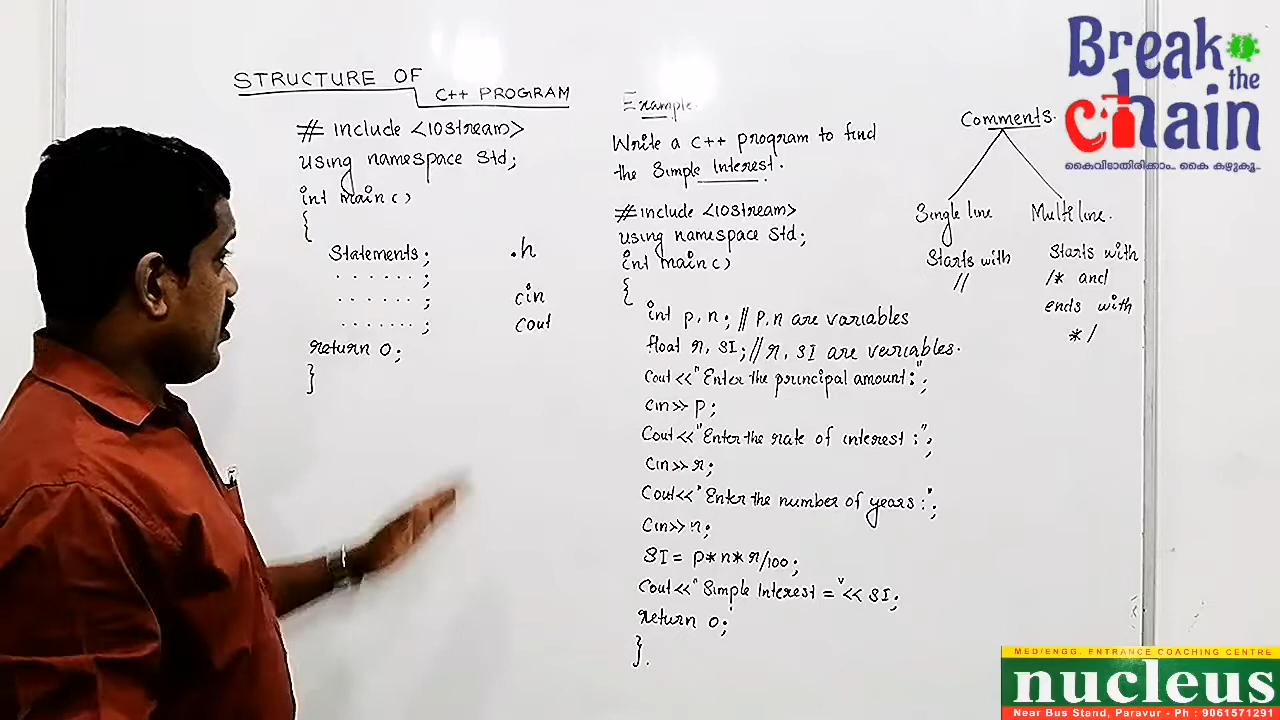 STRUCTURE OF
C++ PROGRAM
# include <iostream>
using namespace std;
int main()
{
Statements;
. . . . . . ;
. . . . . . ;
. . . . . . ;
return 0;
}
.h
cin
cout
Example.
Write a C++ program to find
the Simple Interest.
# include <iostream>
using namespace std;
int main()
{
int p, n; // P, n are variables
float r, SI; // r, SI are veriables.
Cout<<"Enter the principal amount:";
Cin>> p;
Cout<<"Enter the rate of interest :";
Cin>> r;
Cout<<"Enter the number of years :";
Cin>> n;
SI = p*n*r/100;
Cout<<"Simple Interest ="<< SI;
return 0;
}.
Comments.
Single line
Starts with
//
Multi line.
Starts with
/* and
ends with
*/
Break
the
chain
കൈവിടാതിരിക്കാം.. കൈ കഴുകൂ..
MED/ENGG. ENTRANCE COACHING CENTRE
nucleus
Near Bus Stand, Paravur - Ph : 9061571291